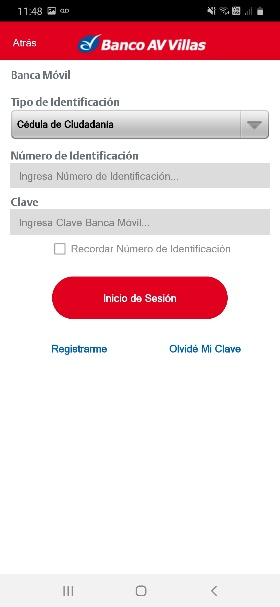 11:48
Atrás
Banco AV Villas
Banca Móvil
Tipo de Identificación
Cédula de Ciudadanía
Número de Identificación
Ingresa Número de Identificación...
Clave
Ingresa Clave Banca Móvil...
Recordar Número de Identificación
Inicio de Sesión
Registrarme
Olvidé Mi Clave